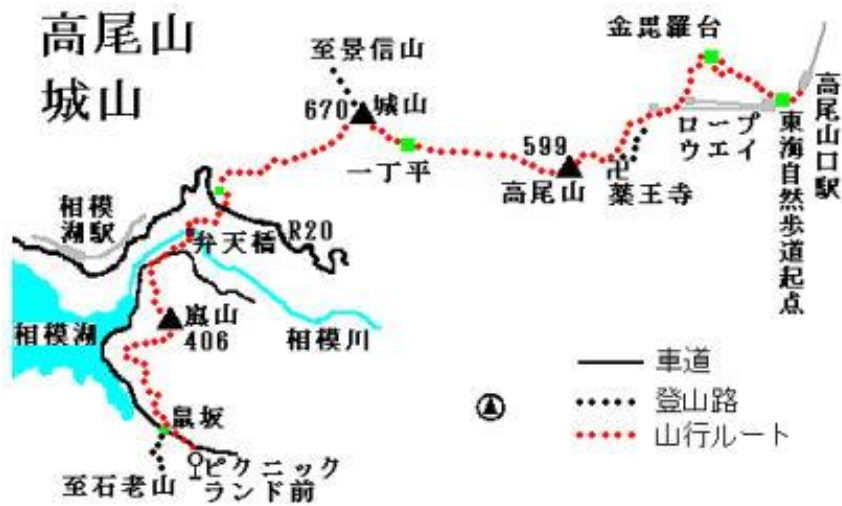 高尾山
城山
至景信山
670
城山
一丁平
599
高尾山
卍
薬王寺
金毘羅台
ロープ
ウエイ
高尾山口駅
東海自然歩道起点
相模
湖駅
弁天橋
R20
嵐山
406
相模湖
相模川
鼠坂
至石老山
ピクニック
ランド前
車道
登山路
山行ルート